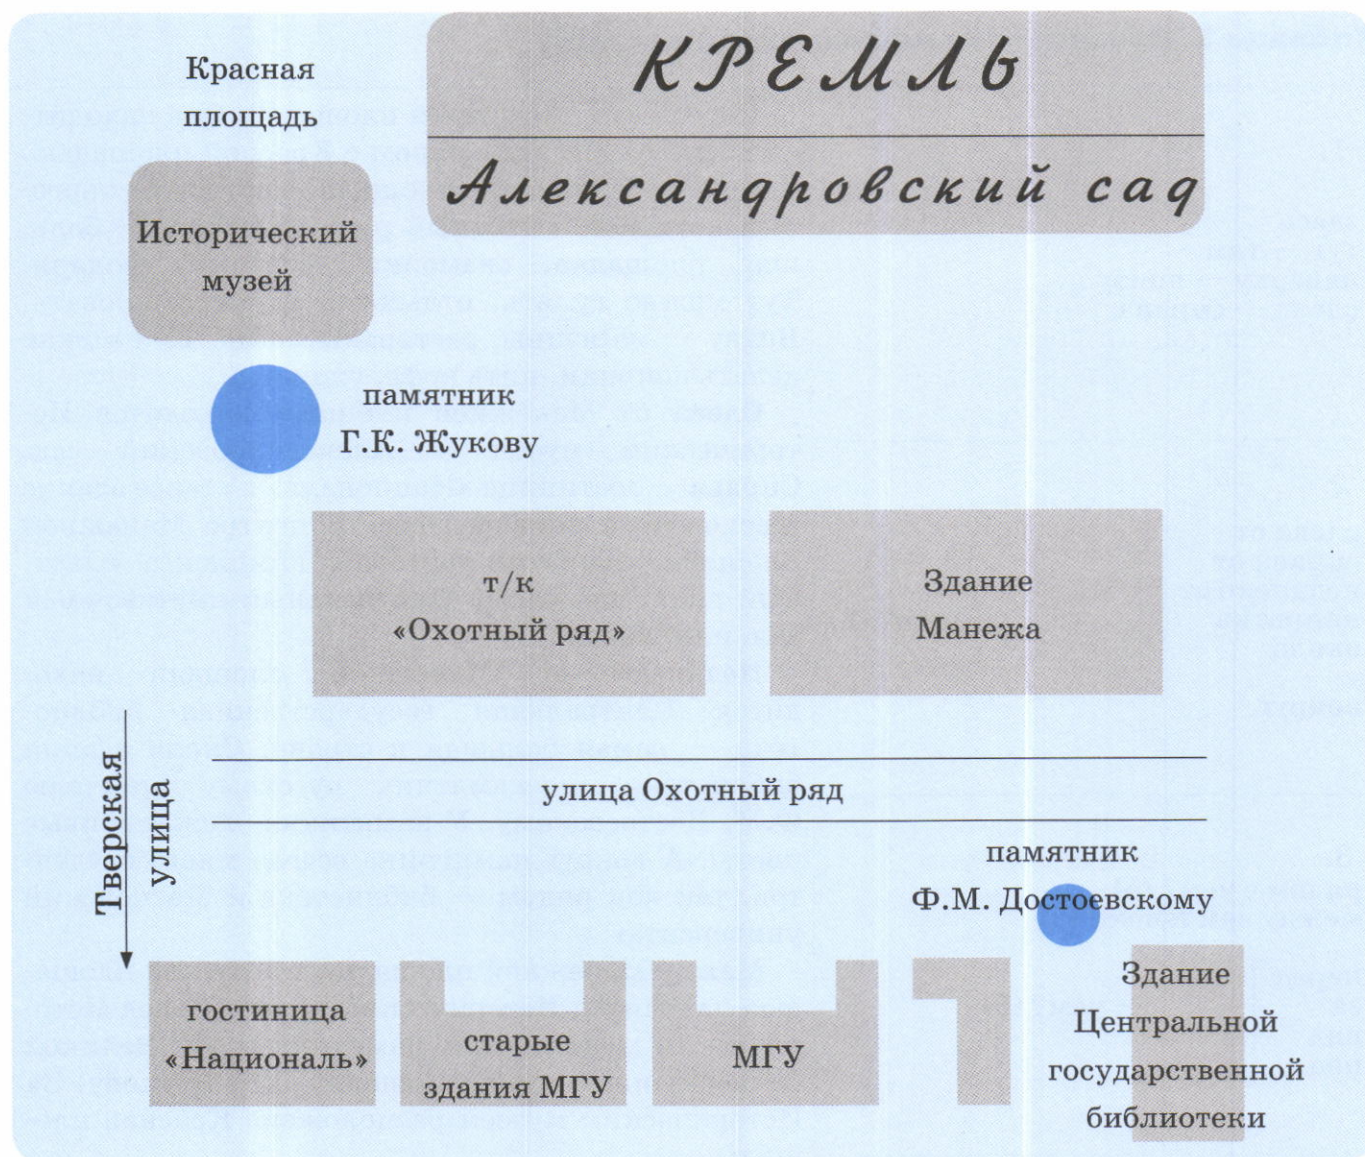 Красная
площадь
КРЕМЛЬ
Александровский сад
Исторический
музей
памятник
Г.К. Жукову
т/к
«Охотный ряд»
Здание
Манежа
Тверская
улица
улица Охотный ряд
памятник
Ф.М. Достоевскому
гостиница
«Националь»
старые
здания МГУ
МГУ
Здание
Центральной
государственной
библиотеки